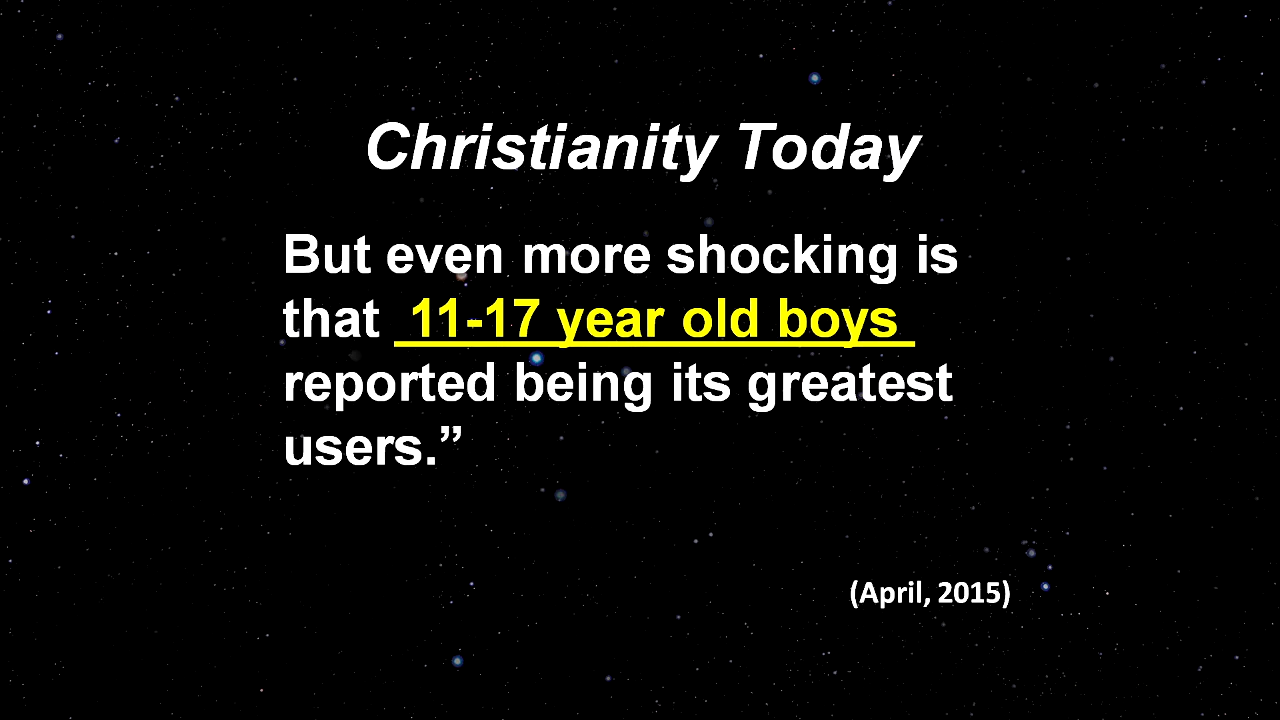 Christianity Today
But even more shocking is
that 11-17 year old boys
reported being its greatest
users.”
(April, 2015)